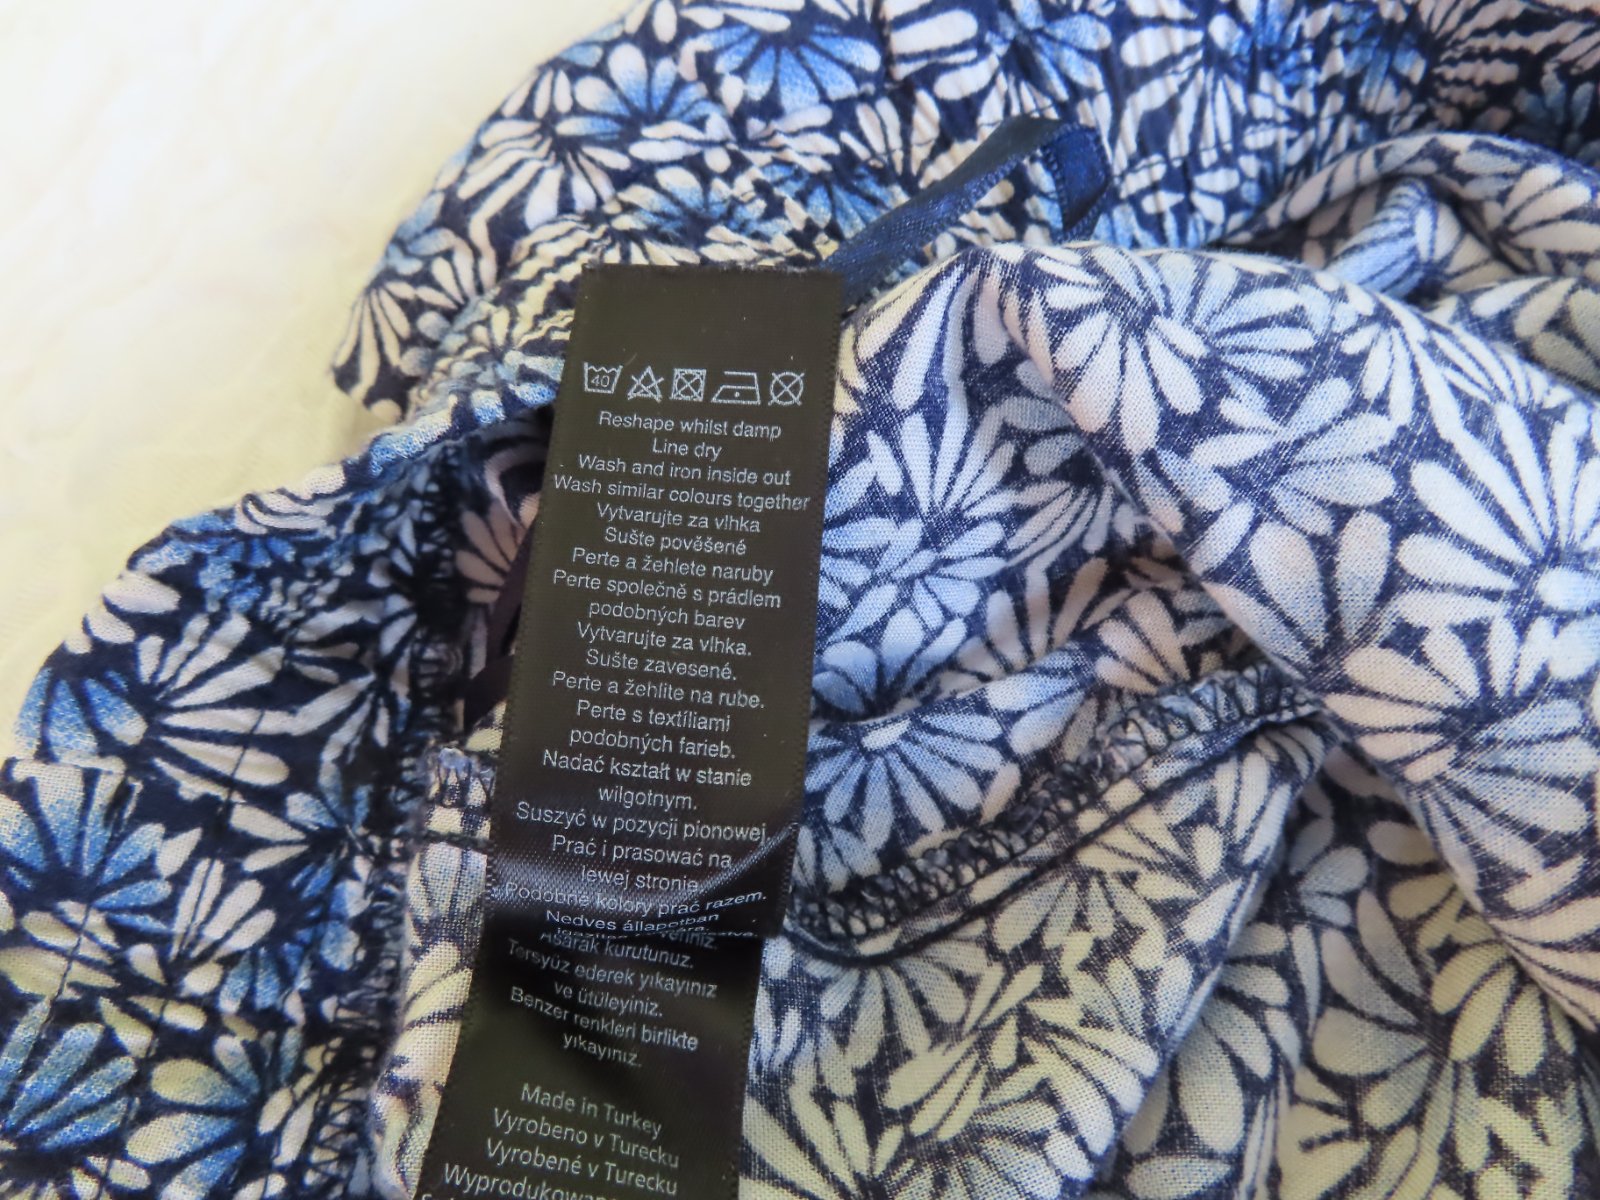 40
Reshape whilst damp
Line dry
Wash and iron inside out
Wash similar colours together
Vytvarujte za vlhka
Sušte pověšené
Perte a žehlete naruby
Perte společně s prádlem
podobných barev
Vytvarujte za vlhka.
Sušte zavesené.
Perte a žehlite na rube.
Perte s textíliami
podobných farieb.
Nadać kształt w stanie
wilgotnym.
Suszyć w pozycji pionowej
Prać i prasować na
lewej stronie
Podobne kolory prać razem.
Nedves állapotban
Asarak kurutunuz.
Tersyüz ederek yıkayınız
ve ütüleyiniz.
Benzer renkleri birlikte
yıkayınız.
Made in Turkey
Vyrobeno v Turecku
Vyrobené v Turecku